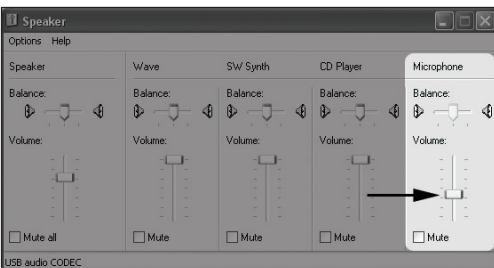 Speaker
Options Help
Speaker Wave SW Synth CD Player Microphone
Balance: Balance: Balance: Balance: Balance:
Volume: Volume: Volume: Volume: Volume:
Mute all Mute Mute Mute Mute
USB audio CODEC